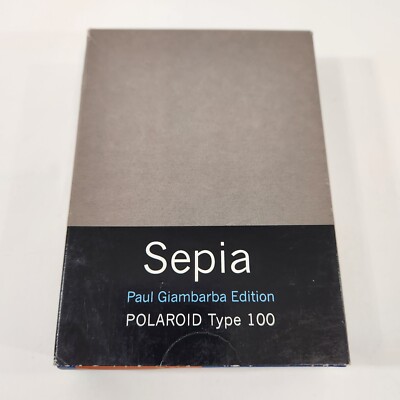 Sepia
Paul Giambarba Edition
POLAROID Type 100